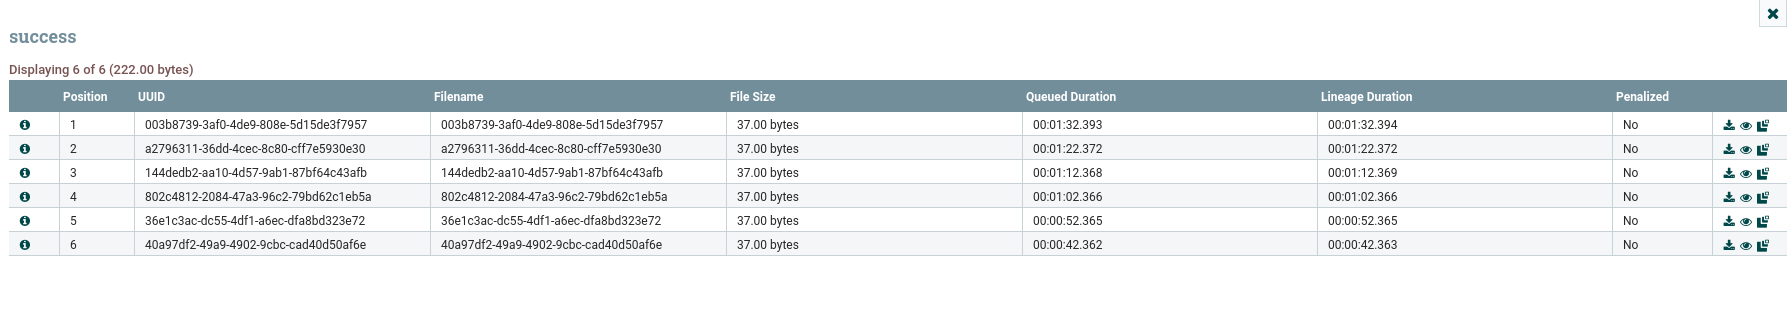 success
Displaying 6 of 6 (222.00 bytes)
Position UUID Filename File Size Queued Duration Lineage Duration Penalized
1 003b8739-3af0-4de9-808e-5d15de3f7957 003b8739-3af0-4de9-808e-5d15de3f7957 37.00 bytes 00:01:32.393 00:01:32.394 No
2 a2796311-36dd-4cec-8c80-cff7e5930e30 a2796311-36dd-4cec-8c80-cff7e5930e30 37.00 bytes 00:01:22.372 00:01:22.372 No
3 144dedb2-aa10-4d57-9ab1-87bf64c43afb 144dedb2-aa10-4d57-9ab1-87bf64c43afb 37.00 bytes 00:01:12.368 00:01:12.369 No
4 802c4812-2084-47a3-96c2-79bd62c1eb5a 802c4812-2084-47a3-96c2-79bd62c1eb5a 37.00 bytes 00:01:02.366 00:01:02.366 No
5 36e1c3ac-dc55-4df1-a6ec-dfa8bd323e72 36e1c3ac-dc55-4df1-a6ec-dfa8bd323e72 37.00 bytes 00:00:52.365 00:00:52.365 No
6 40a97df2-49a9-4902-9cbc-cad40d50af6e 40a97df2-49a9-4902-9cbc-cad40d50af6e 37.00 bytes 00:00:42.362 00:00:42.363 No